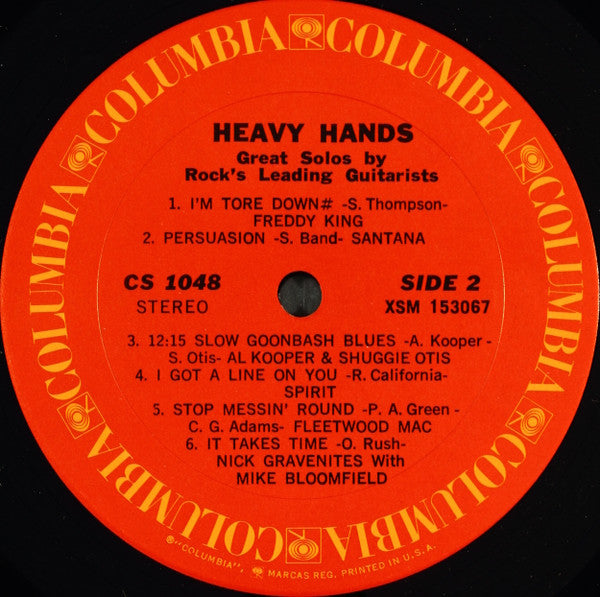 COLUMBIA COLUMBIA COLUMBIA COLUMBIA COLUMBIA COLUMBIA COLUMBIA COLUMBIA
HEAVY HANDS
Great Solos by
Rock's Leading Guitarists
1. I'M TORE DOWN# -S. Thompson-
FREDDY KING
2. PERSUASION -S. Band- SANTANA
CS 1048
STEREO
SIDE 2
XSM 153067
3. 12:15 SLOW GOONBASH BLUES -A. Kooper -
S. Otis- AL KOOPER & SHUGGIE OTIS
4. I GOT A LINE ON YOU -R. California-
SPIRIT
5. STOP MESSIN' ROUND -P. A. Green -
C. G. Adams- FLEETWOOD MAC
6. IT TAKES TIME -O. Rush-
NICK GRAVENITES With
MIKE BLOOMFIELD
®"COLUMBIA", MARCAS REG. PRINTED IN U.S.A.